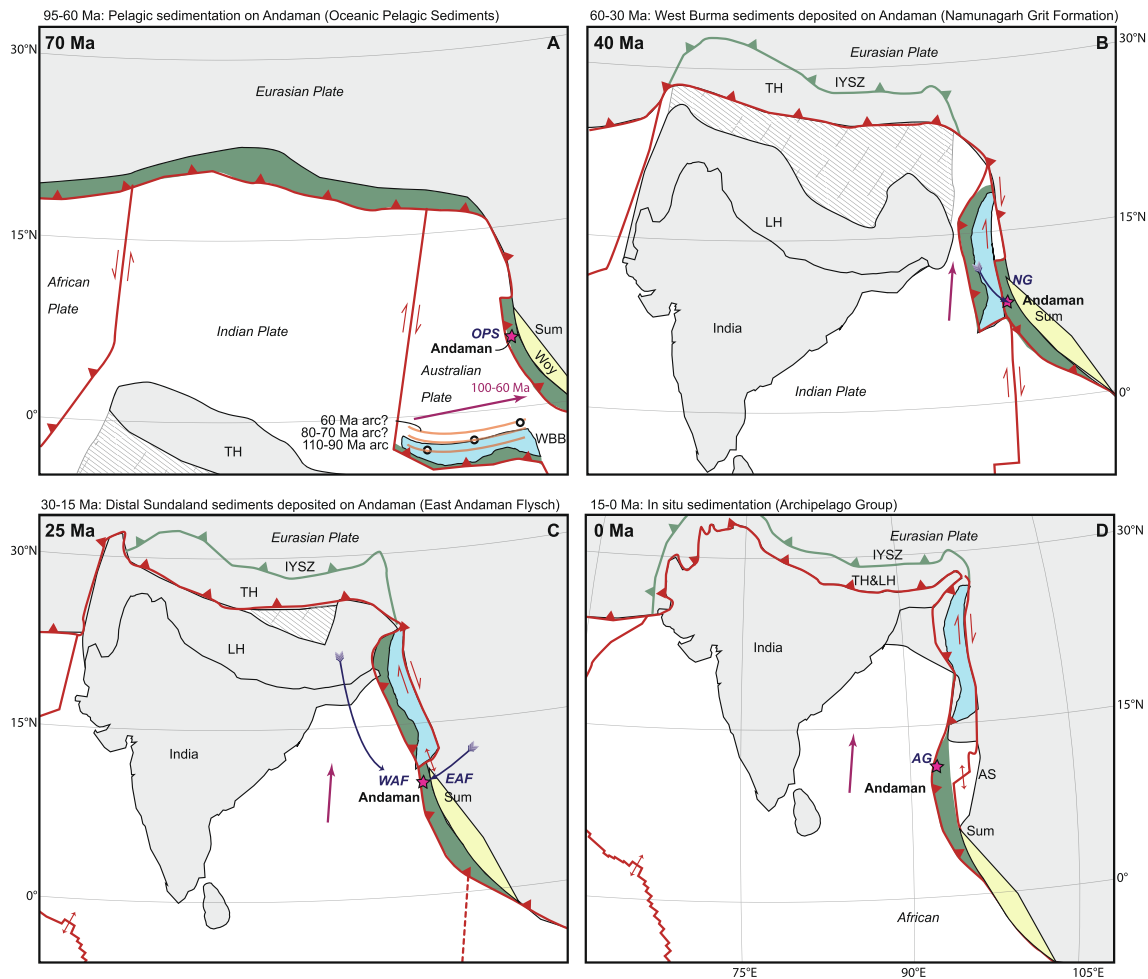 95-60 Ma: Pelagic sedimentation on Andaman (Oceanic Pelagic Sediments)
70 Ma
A
30°N
Eurasian Plate
15°N
African
Plate
Indian Plate
OPS
Andaman
Sum
Woy
Australian
Plate
100-60 Ma
0°
60 Ma arc?
80-70 Ma arc?
110-90 Ma arc
WBB
TH
60-30 Ma: West Burma sediments deposited on Andaman (Namunagarh Grit Formation)
40 Ma
B
30°N
Eurasian Plate
TH
IYSZ
15°N
LH
NG
Andaman
Sum
India
Indian Plate
0°
30-15 Ma: Distal Sundaland sediments deposited on Andaman (East Andaman Flysch)
25 Ma
C
30°N
Eurasian Plate
IYSZ
TH
LH
15°N
India
WAF
EAF
Andaman
Sum
0°
15-0 Ma: In situ sedimentation (Archipelago Group)
0 Ma
D
30°N
Eurasian Plate
IYSZ
TH&LH
India
15°N
AG
AS
Andaman
Sum
0°
African
75°E
90°E
105°E